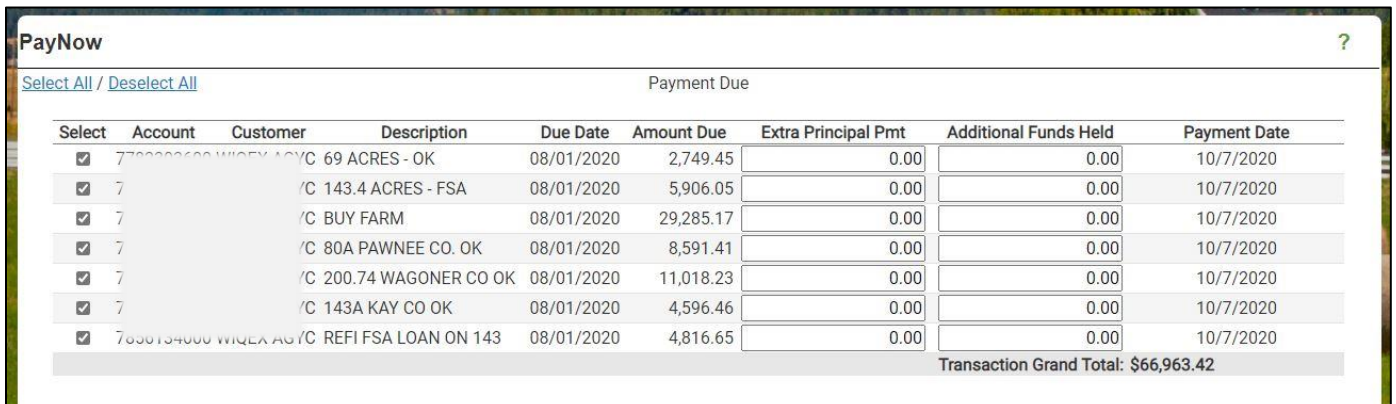 PayNow ?
Select All / Deselect All Payment Due
Select Account Customer Description Due Date Amount Due Extra Principal Pmt Additional Funds Held Payment Date
7 C 69 ACRES - OK 08/01/2020 2,749.45 0.00 0.00 10/7/2020
7 C 143.4 ACRES - FSA 08/01/2020 5,906.05 0.00 0.00 10/7/2020
7 C BUY FARM 08/01/2020 29,285.17 0.00 0.00 10/7/2020
7 C 80A PAWNEE CO. OK 08/01/2020 8,591.41 0.00 0.00 10/7/2020
7 C 200.74 WAGONER CO OK 08/01/2020 11,018.23 0.00 0.00 10/7/2020
7 C 143A KAY CO OK 08/01/2020 4,596.46 0.00 0.00 10/7/2020
C REFI FSA LOAN ON 143 08/01/2020 4,816.65 0.00 0.00 10/7/2020
Transaction Grand Total: $66,963.42